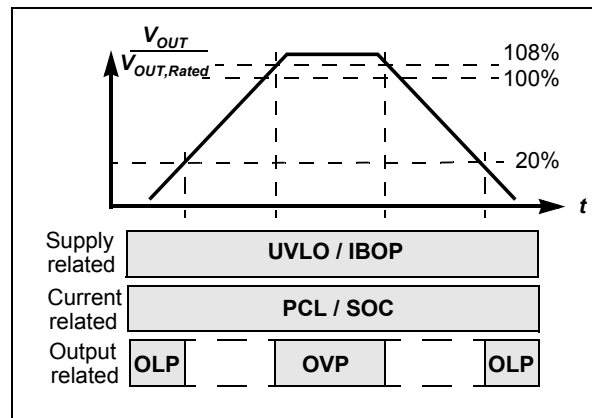 V_OUT
V_OUT,Rated
108%
100%
20%
t
Supply related
UVLO / IBOP
Current related
PCL / SOC
Output related
OLP
OVP
OLP